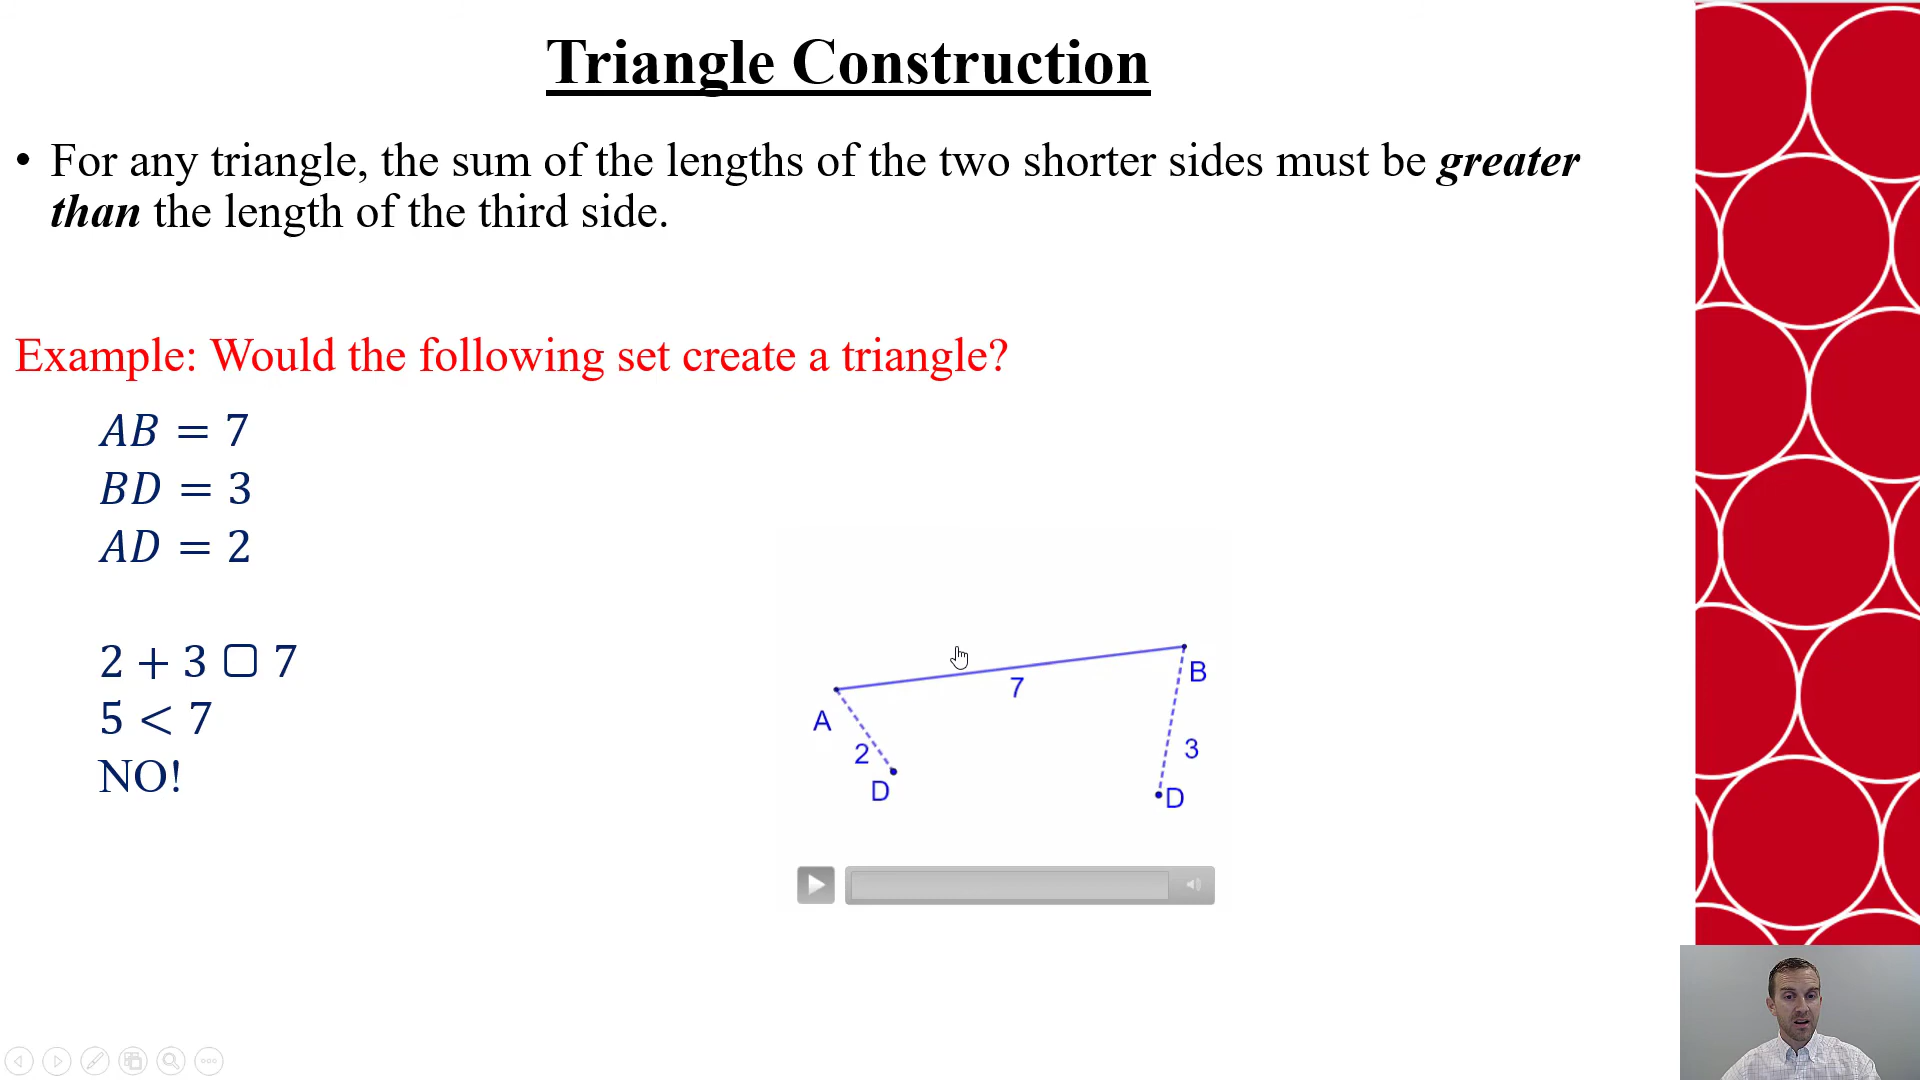 Triangle Construction
• For any triangle, the sum of the lengths of the two shorter sides must be greater
than the length of the third side.
Example: Would the following set create a triangle?
AB = 7
BD = 3
AD = 2
2 + 3 ▢ 7
5 < 7
NO!
B
7
A
2
3
D
D